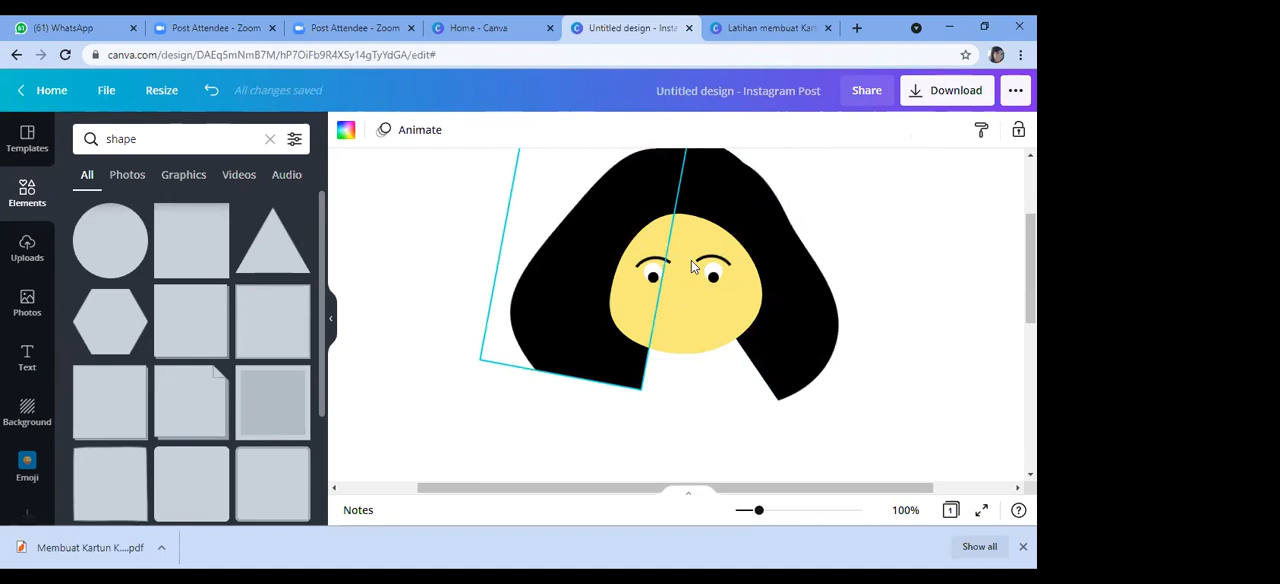 (61) WhatsApp
Post Attendee - Zoom
Post Attendee - Zoom
Home - Canva
Untitled design - Insta
Latihan membuat Kart
canva.com/design/DAEq5mNmB7M/hP7OiFb9R4XSy14gTyYdGA/edit#
Home
File
Resize
All changes saved
Untitled design - Instagram Post
Share
Download
Templates
Elements
Uploads
Photos
Text
Background
Emoji
shape
All
Photos
Graphics
Videos
Audio
Animate
Notes
100%
1
Membuat Kartun K....pdf
Show all